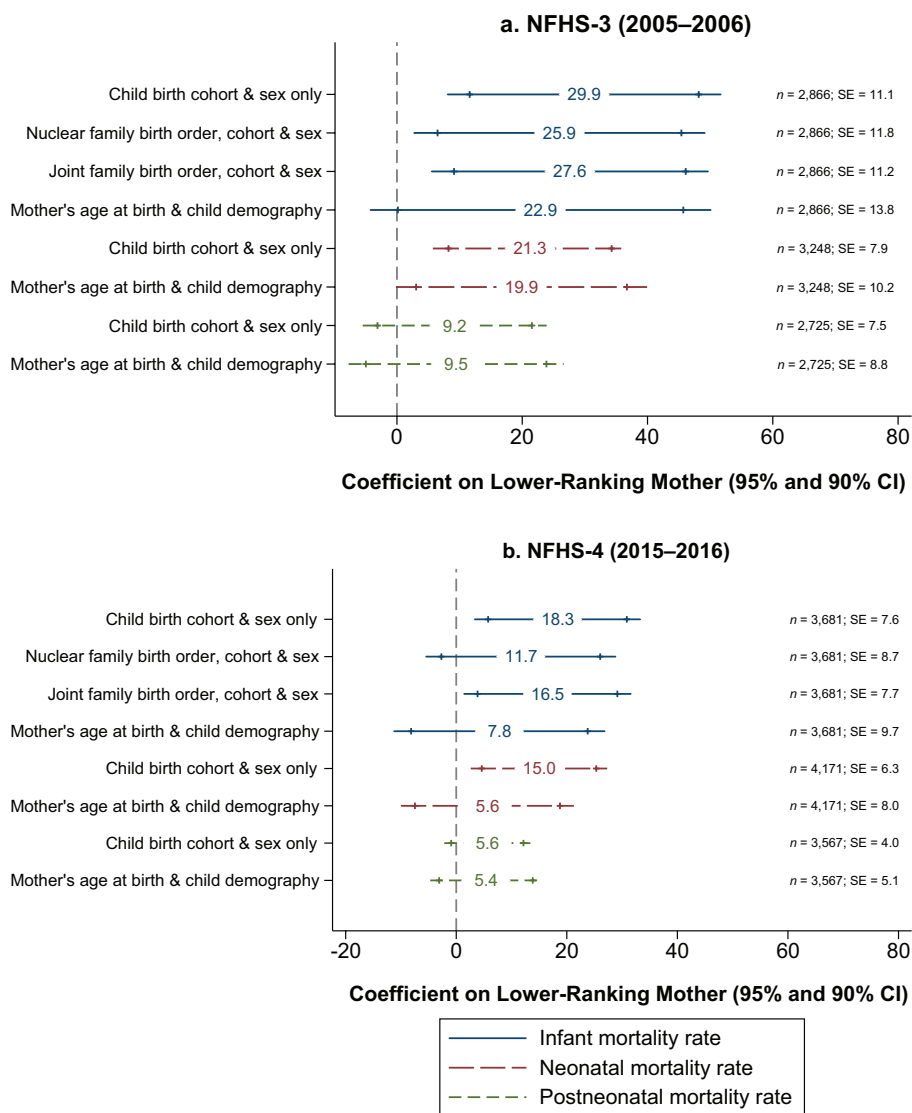 a. NFHS-3 (2005–2006)
Child birth cohort & sex only 29.9 n = 2,866; SE = 11.1
Nuclear family birth order, cohort & sex 25.9 n = 2,866; SE = 11.8
Joint family birth order, cohort & sex 27.6 n = 2,866; SE = 11.2
Mother's age at birth & child demography 22.9 n = 2,866; SE = 13.8
Child birth cohort & sex only 21.3 n = 3,248; SE = 7.9
Mother's age at birth & child demography 19.9 n = 3,248; SE = 10.2
Child birth cohort & sex only 9.2 n = 2,725; SE = 7.5
Mother's age at birth & child demography 9.5 n = 2,725; SE = 8.8
0 20 40 60 80
Coefficient on Lower-Ranking Mother (95% and 90% CI)
b. NFHS-4 (2015–2016)
Child birth cohort & sex only 18.3 n = 3,681; SE = 7.6
Nuclear family birth order, cohort & sex 11.7 n = 3,681; SE = 8.7
Joint family birth order, cohort & sex 16.5 n = 3,681; SE = 7.7
Mother's age at birth & child demography 7.8 n = 3,681; SE = 9.7
Child birth cohort & sex only 15.0 n = 4,171; SE = 6.3
Mother's age at birth & child demography 5.6 n = 4,171; SE = 8.0
Child birth cohort & sex only 5.6 n = 3,567; SE = 4.0
Mother's age at birth & child demography 5.4 n = 3,567; SE = 5.1
-20 0 20 40 60 80
Coefficient on Lower-Ranking Mother (95% and 90% CI)
Infant mortality rate
Neonatal mortality rate
Postneonatal mortality rate